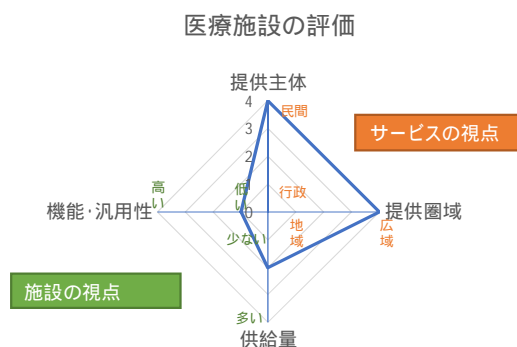 医療施設の評価
提供主体
4
民間
3
サービスの視点
2
高い
低い
1
行政
機能･汎用性
0
提供圏域
地域
広域
少ない
施設の視点
多い
供給量